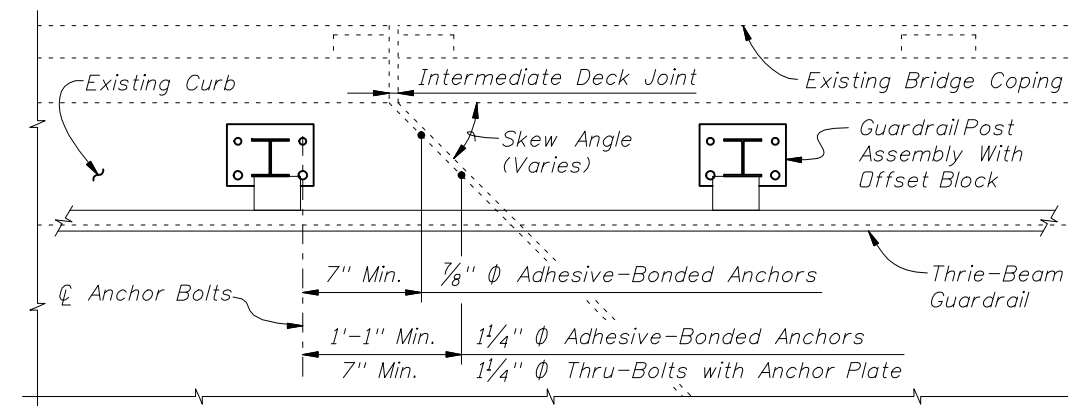 Existing Curb
Intermediate Deck Joint
Existing Bridge Coping
Skew Angle
(Varies)
Guardrail Post
Assembly With
Offset Block
7" Min. 7/8" Φ Adhesive-Bonded Anchors
℄ Anchor Bolts
Thrie-Beam
Guardrail
1'-1" Min. 1 1/4" Φ Adhesive-Bonded Anchors
7" Min. 1 1/4" Φ Thru-Bolts with Anchor Plate